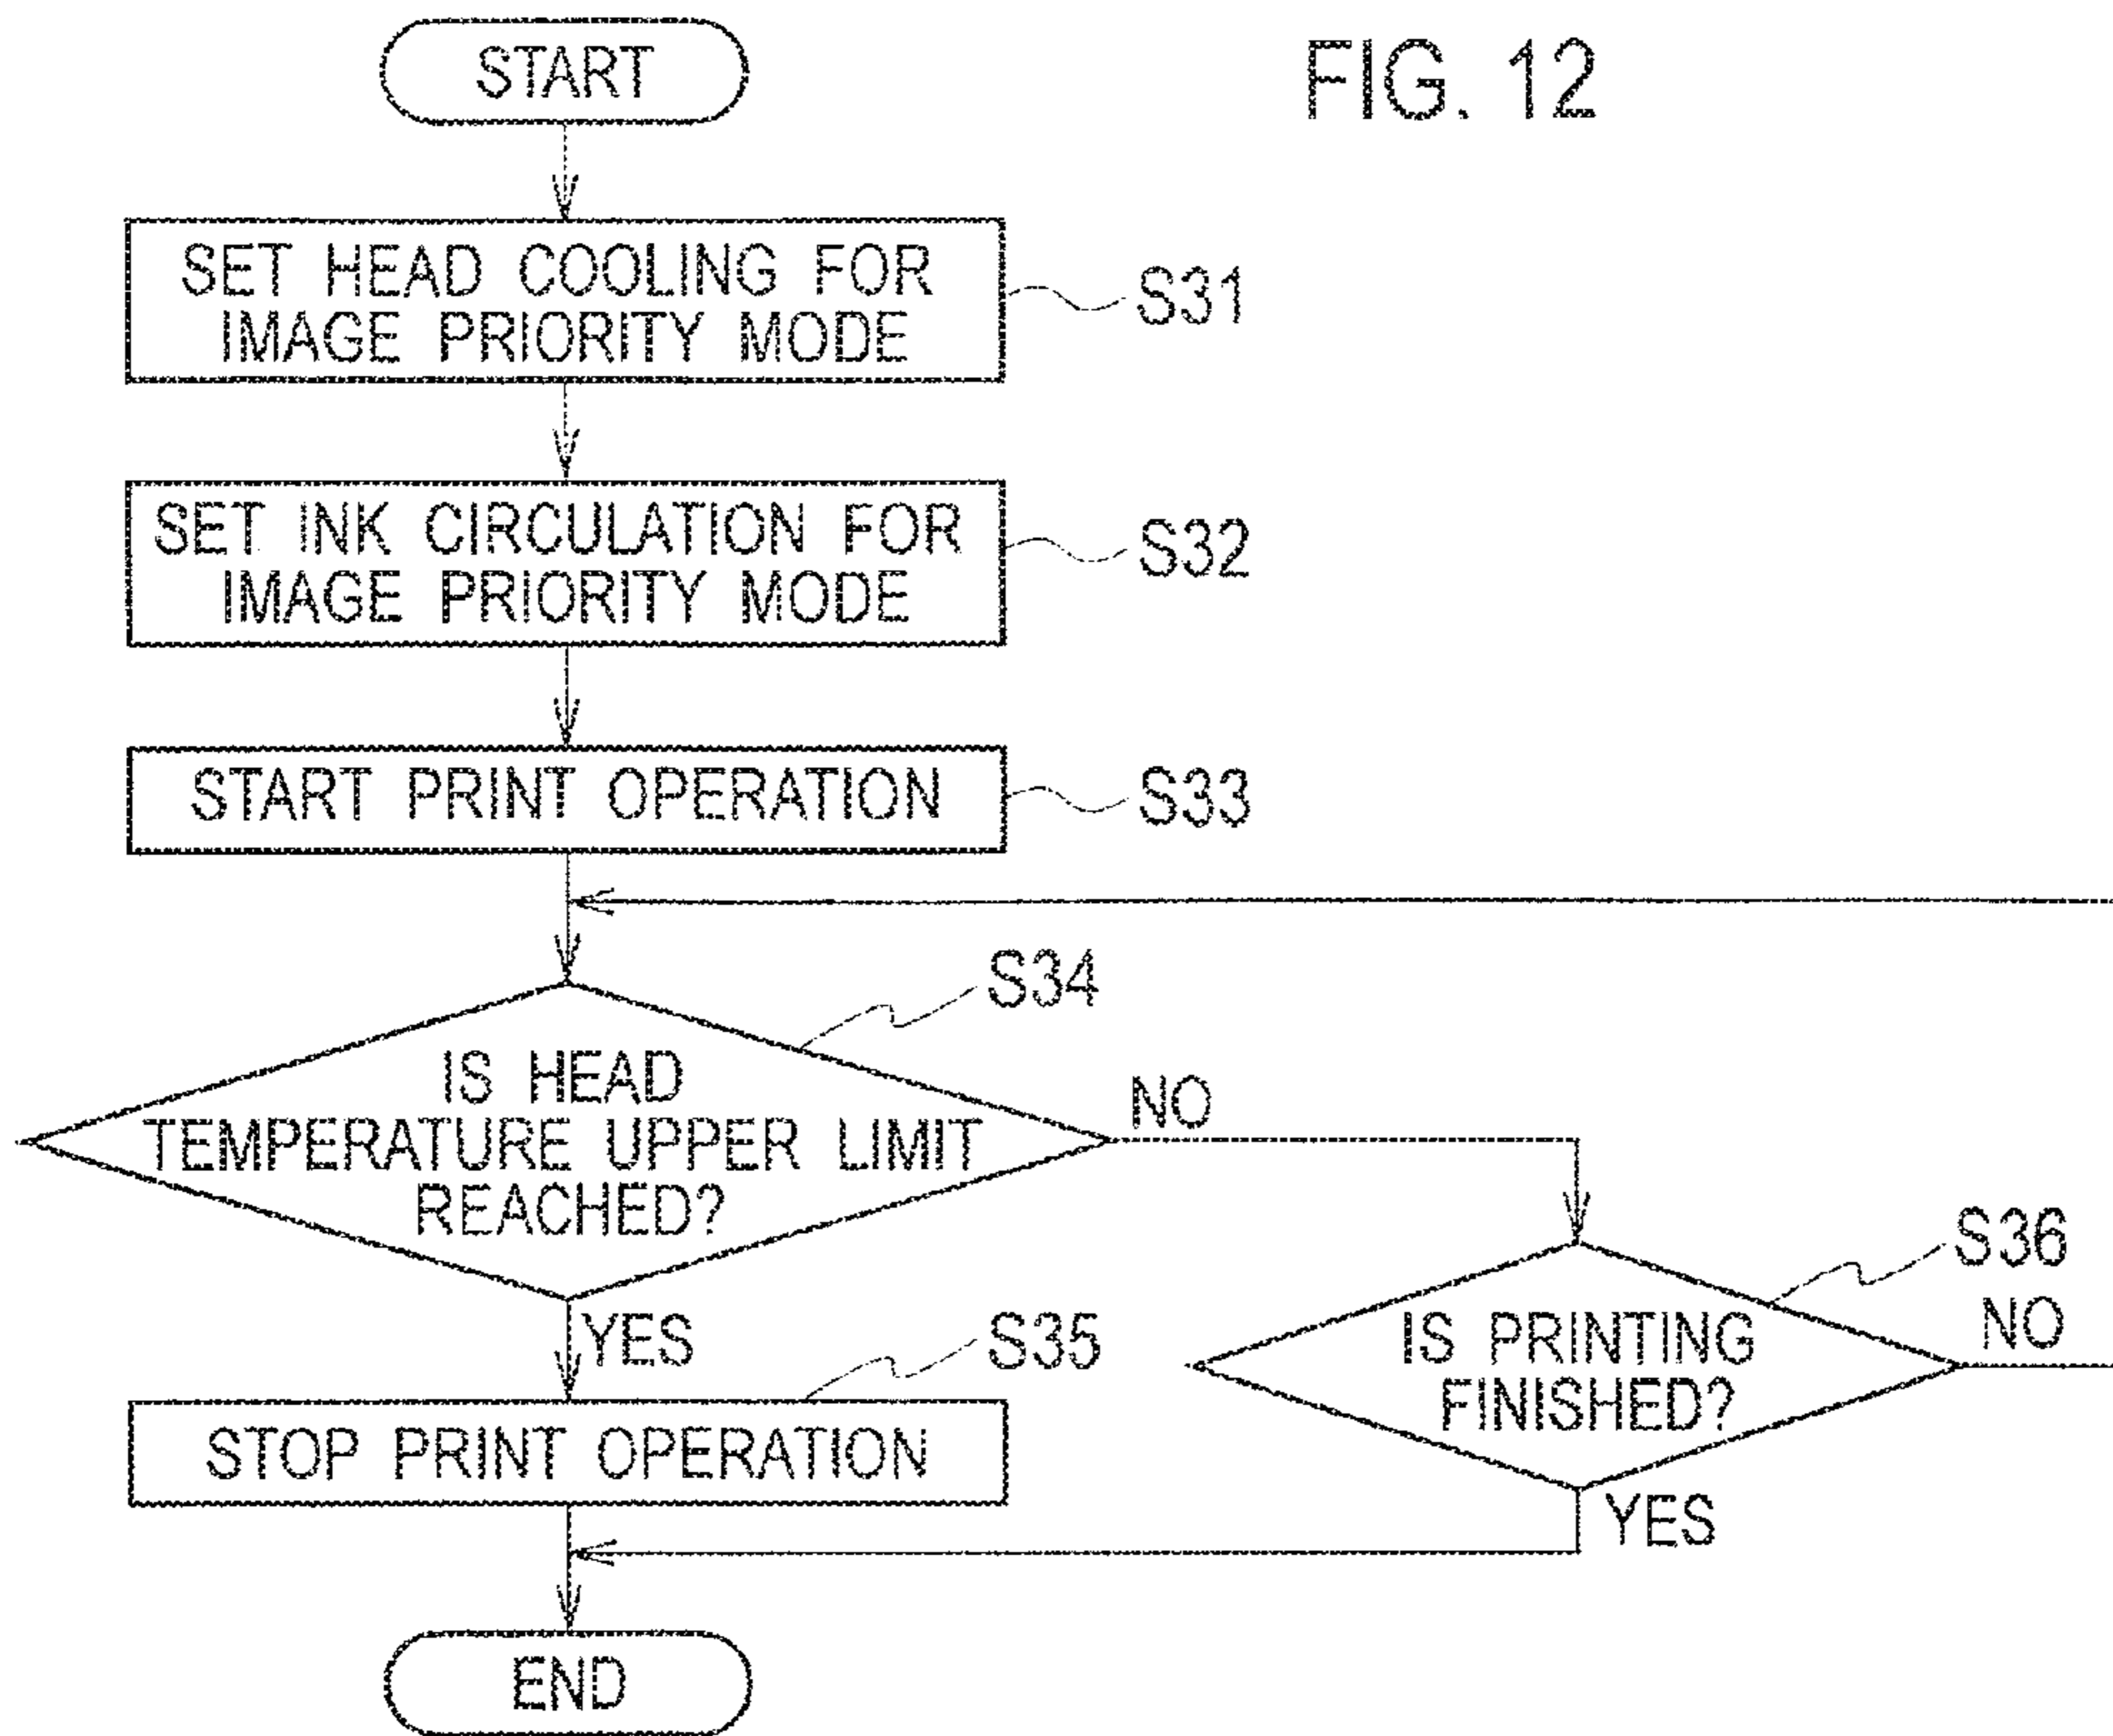 FIG. 12
START
SET HEAD COOLING FOR
IMAGE PRIORITY MODE
S31
SET INK CIRCULATION FOR
IMAGE PRIORITY MODE
S32
START PRINT OPERATION
S33
S34
IS HEAD
TEMPERATURE UPPER LIMIT
REACHED?
NO
YES
S35
STOP PRINT OPERATION
S36
IS PRINTING
FINISHED?
NO
YES
END